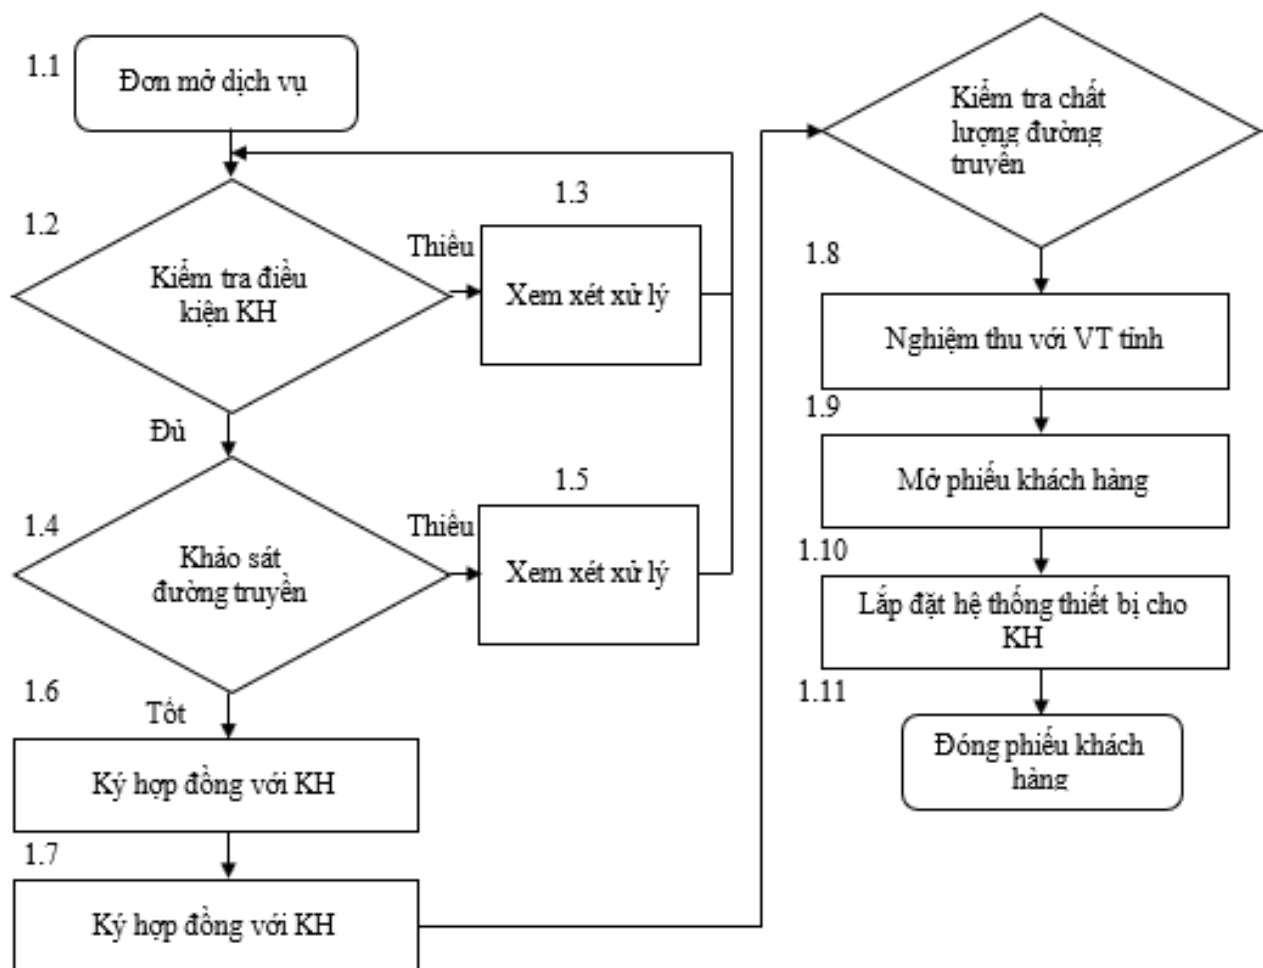 1.1
Đơn mở dịch vụ
1.2
Kiểm tra điều
kiện KH
Thiếu
1.3
Xem xét xử lý
Đủ
1.4
Khảo sát
đường truyền
Thiếu
1.5
Xem xét xử lý
1.6
Tốt
Ký hợp đồng với KH
1.7
Ký hợp đồng với KH
Kiểm tra chất
lượng đường
truyền
1.8
Nghiệm thu với VT tỉnh
1.9
Mở phiếu khách hàng
1.10
Lắp đặt hệ thống thiết bị cho
KH
1.11
Đóng phiếu khách
hàng